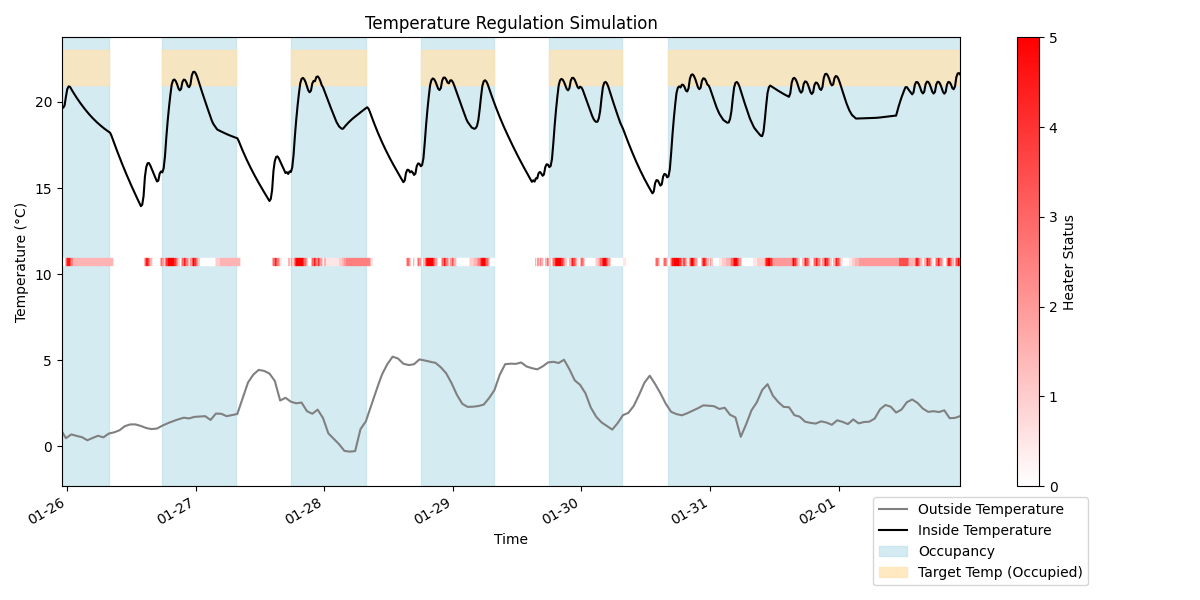 Temperature Regulation Simulation
Temperature (°C)
20
15
10
5
0
01-26
01-27
01-28
01-29
01-30
01-31
02-01
Time
5
4
3
2
1
0
Heater Status
Outside Temperature
Inside Temperature
Occupancy
Target Temp (Occupied)